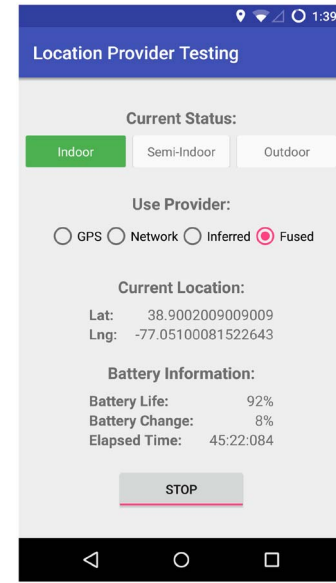 1:39
Location Provider Testing
Current Status:
Indoor Semi-Indoor Outdoor
Use Provider:
GPS Network Inferred Fused
Current Location:
Lat: 38.9002009009009
Lng: -77.05100081522643
Battery Information:
Battery Life: 92%
Battery Change: 8%
Elapsed Time: 45:22:084
STOP